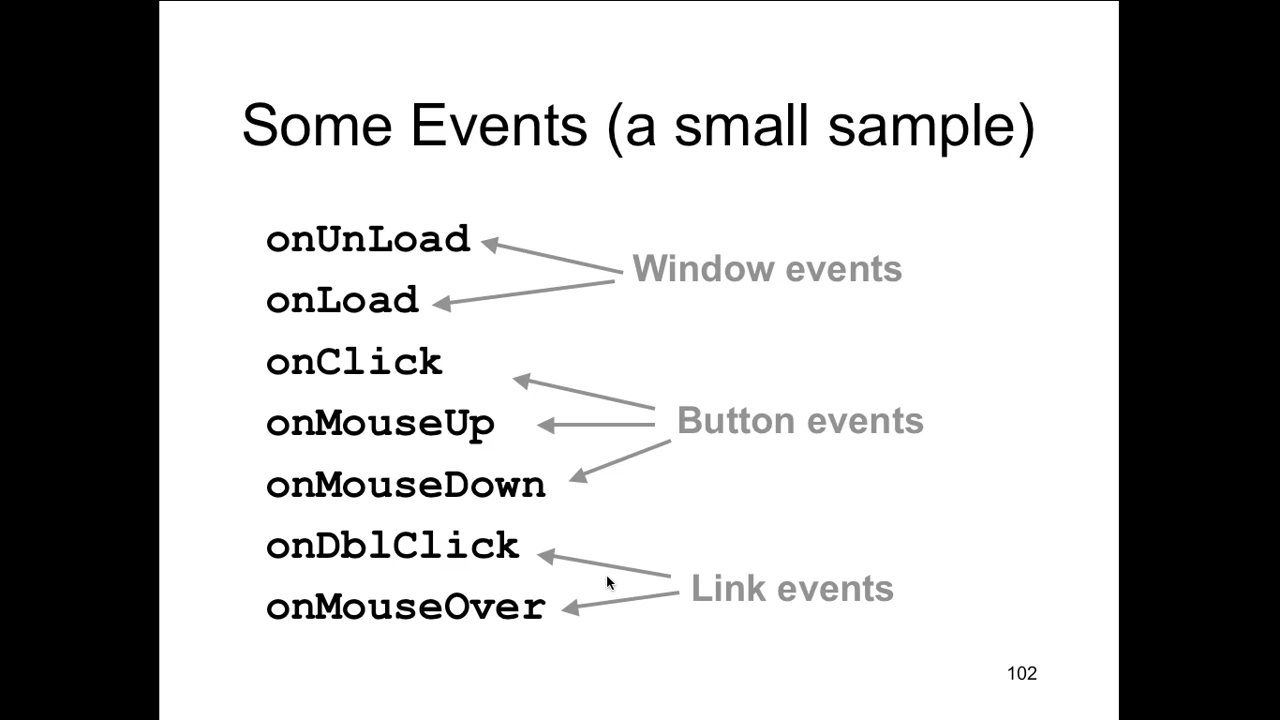 Some Events (a small sample)
onUnLoad
Window events
onLoad
onClick
onMouseUp
Button events
onMouseDown
onDblClick
Link events
onMouseOver
102